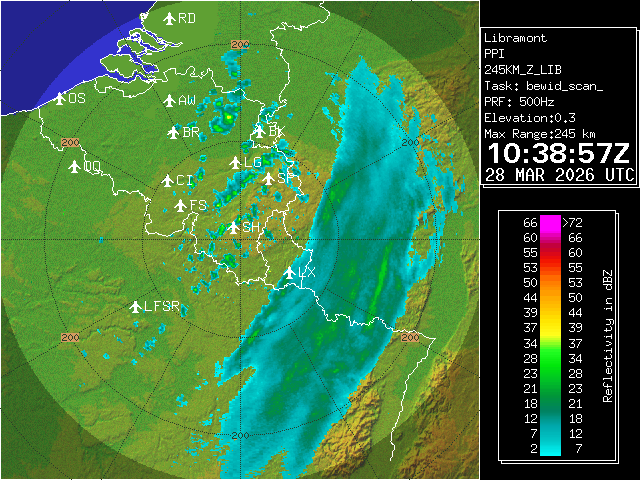 RD
200
OS
AW
BR
BK
200
200
QQ
LG
CI
SP
FS
SH
LX
LFSR
200
200
200
Libramont
PPI
245KM_Z_LIB
Task: bewid_scan_
PRF: 500Hz
Elevation:0.3
Max Range:245 km
10:38:57Z
28 MAR 2026 UTC
66 >72
60 66
55 60
53 55
50 53
44 50
39 44
37 39
34 37
28 34
23 28
21 23
18 21
12 18
7 12
2 7
Reflectivity in dBZ